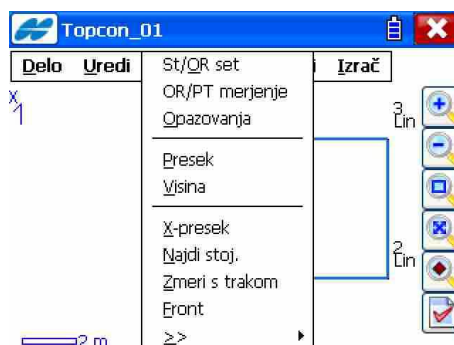 Topcon_01
Delo Uredi i Izrač
St/OR set
OR/PT merjenje
Opazovanja
Presek
Višina
X-presek
Najdi stoj.
Zmeri s trakom
Front
>>
X
3
Lin
2
Lin
2 m